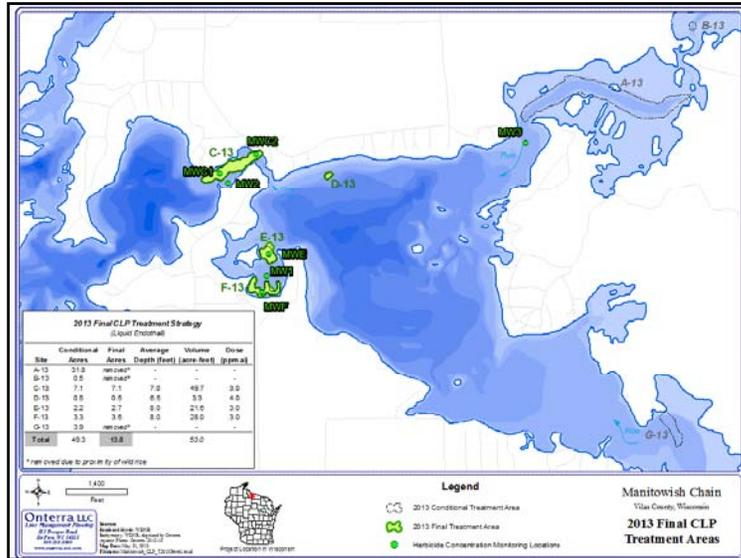 B-13
A-13
MW3
Flow
MWC2
C-13
MWC1
MW2
D-13
E-13
MWE
MW1
F-13
MWF
2013 Final CLP Treatment Strategy
(Liquid Endothall)
Site Conditional Acres Final Acres Average Depth (feet) Volume (acre-feet) Dose (ppm ai)
A-13 31.8 removed* - - -
B-13 0.5 removed* - - -
C-13 7.1 7.1 7.0 49.7 3.0
D-13 0.5 0.5 6.5 3.3 4.0
E-13 2.2 2.7 8.0 21.6 3.0
F-13 3.3 3.5 8.0 28.0 3.0
G-13 3.9 removed* -
Total 49.3 13.8 53.0
* removed due to proximity of wild rice
Flow
G-13
1,400
Feet
Onterra LLC
Lake Management Planning
Project Location in Wisconsin
Legend
2013 Conditional Treatment Area
2013 Final Treatment Area
Herbicide Concentration Monitoring Locations
Manitowish Chain
Vilas County, Wisconsin
2013 Final CLP
Treatment Areas